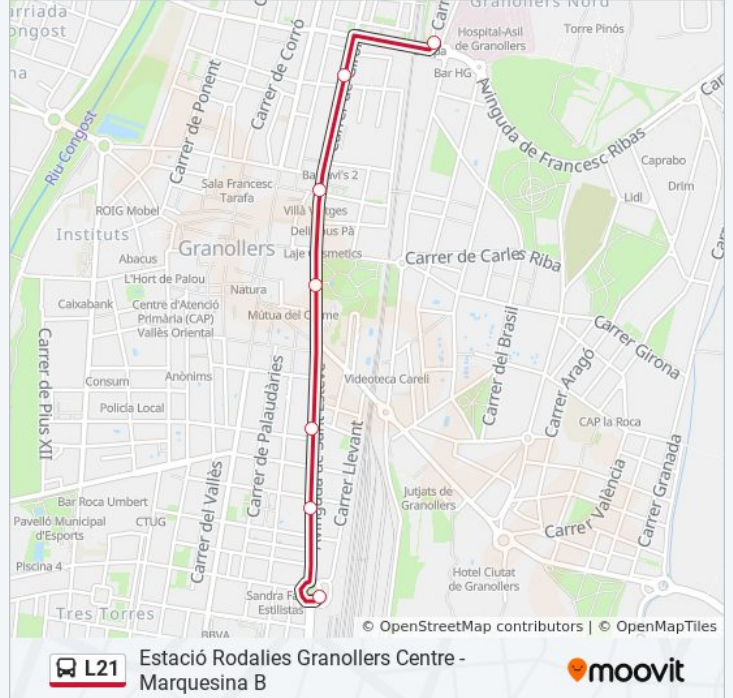 Granollers Nord
arriada
ongost
Hospital-Asil
de Granollers
Torre Pinós
Carrer de Corró
Bar HG
Carrer de Ponent
Avinguda de Francesc Ribas
Riu Congost
Caprabo
Drim
Lidl
Sala Francesc
Tarafa
ROIG Mobel
Instituts
Abacus
Granollers
Carrer de Carles Riba
L'Hort de Palou
Natura
Caixabank
Centre d'Atenció
Primària (CAP)
Vallès Oriental
Carrer Girona
Carrer del Brasil
Carrer Aragó
Carrer de Pius XII
Consum
Anònims
Videoteca Careli
Policia Local
Carrer de Palaudàries
CAP la Roca
Carrer Llevant
Carrer del Vallès
Carrer València
Carrer Granada
Jutjats de
Granollers
Bar Roca Umbert
Pavelló Municipal
d'Esports
CTUG
Piscina 4
Hotel Ciutat
de Granollers
Sandra Fa
Estilistas
Tres Torres
BBVA
© OpenStreetMap contributors | © OpenMapTiles
L21
Estació Rodalies Granollers Centre -
Marquesina B
moovit